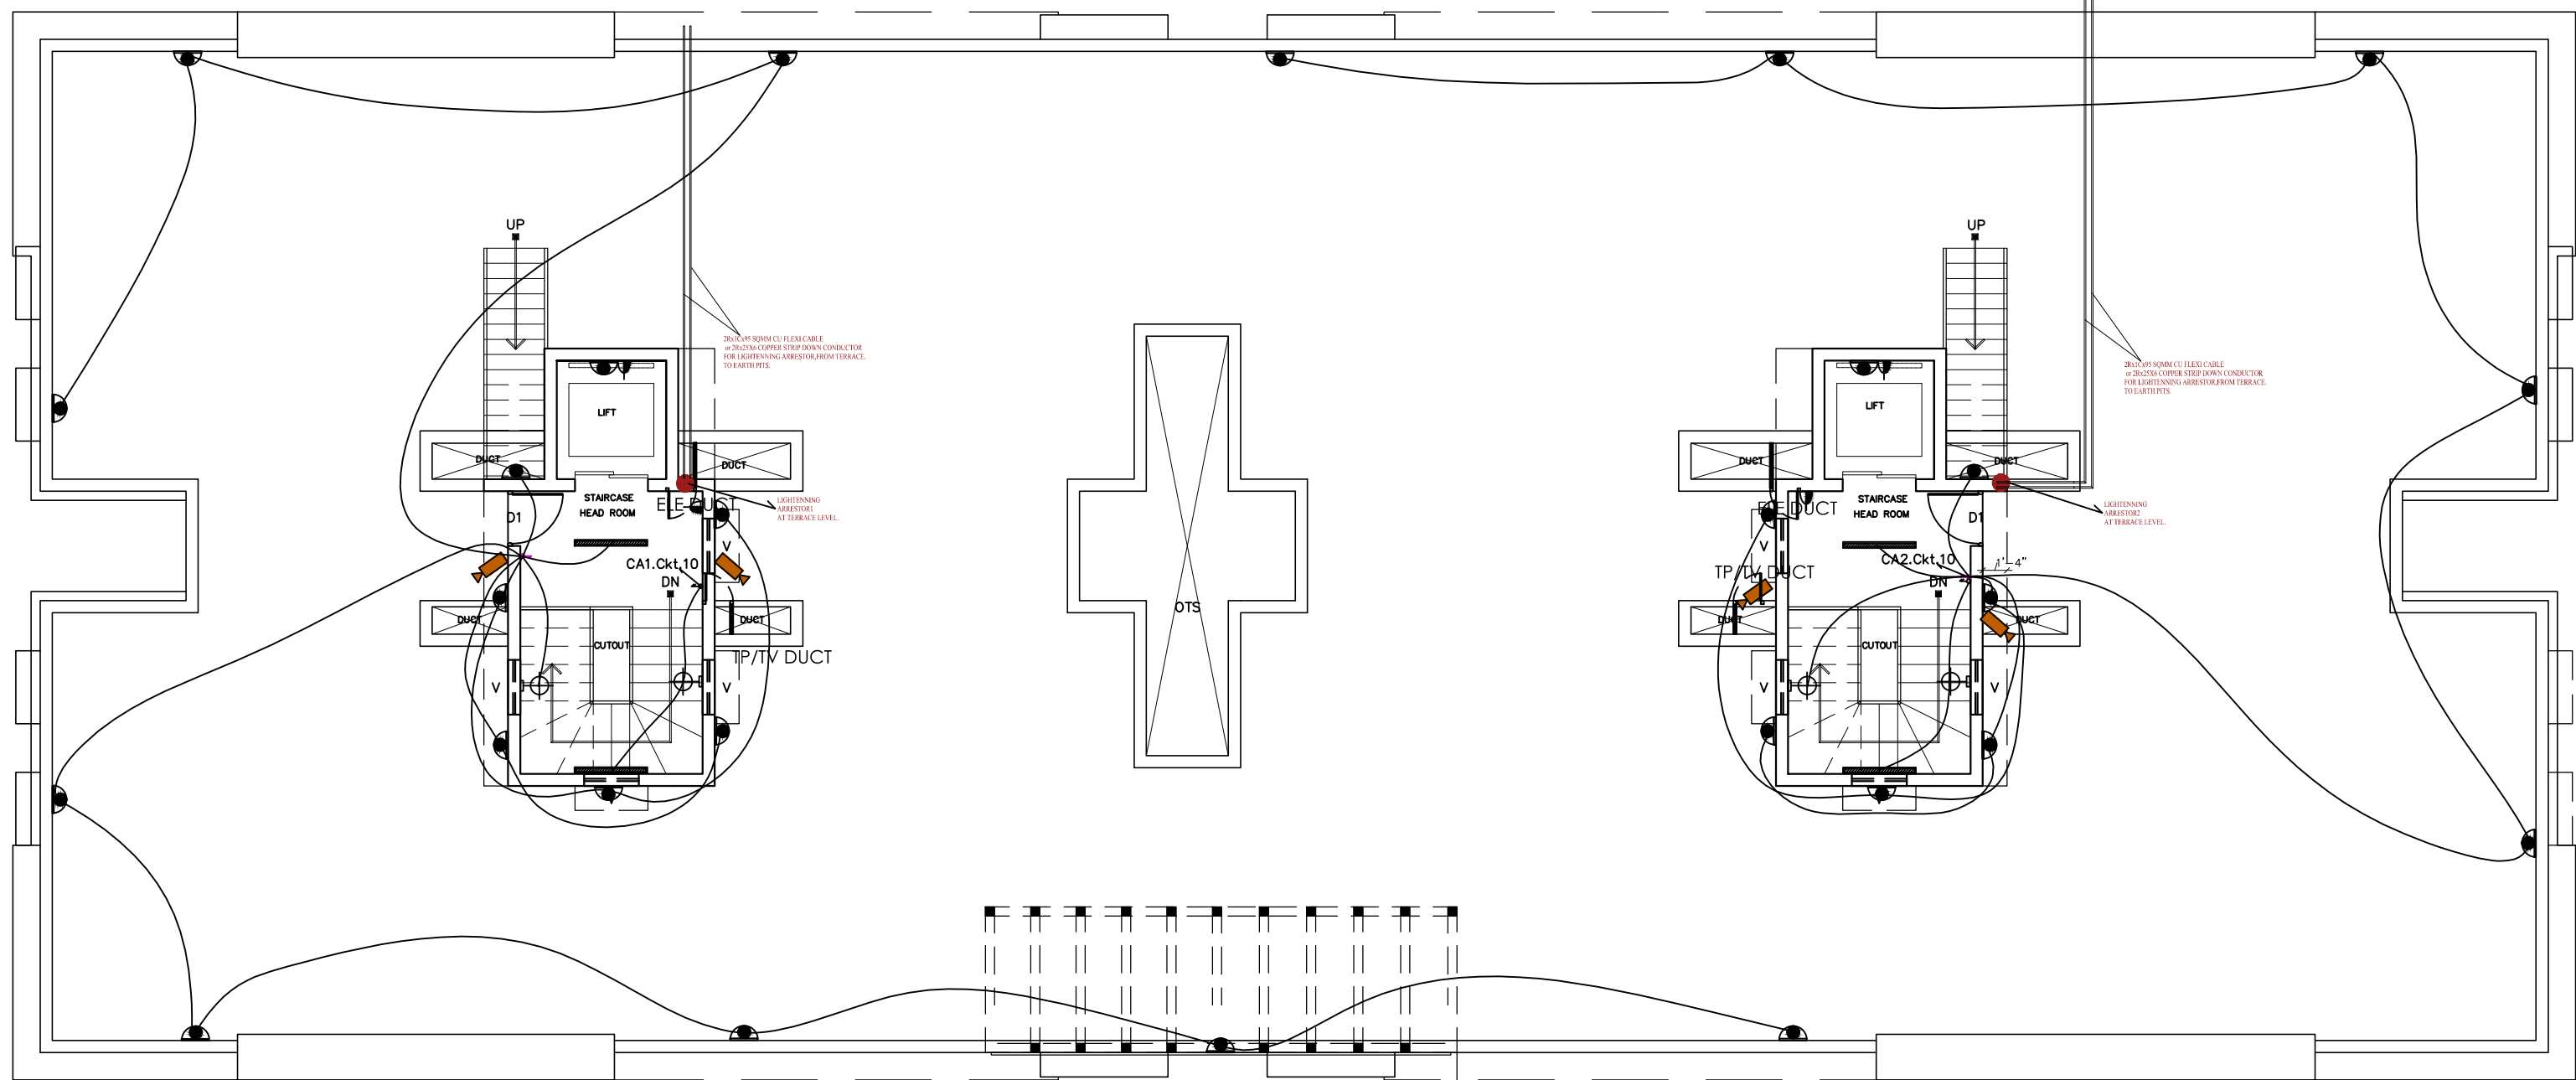 UP
UP
2Rx1Cx95 SQMM CU FLEXI CABLE
or 2Rx25X6 COPPER STRIP DOWN CONDUCTOR
FOR LIGHTENNING ARRESTOR,FROM TERRACE.
TO EARTH PITS.
2Rx1Cx95 SQMM CU FLEXI CABLE
or 2Rx25X6 COPPER STRIP DOWN CONDUCTOR
FOR LIGHTENNING ARRESTOR,FROM TERRACE.
TO EARTH PITS.
LIFT
LIFT
DUCT
DUCT
DUCT
DUCT
STAIRCASE
HEAD ROOM
ELE DUCT
LIGHTENNING
ARRESTOR1
AT TERRACE LEVEL.
D1
STAIRCASE
HEAD ROOM
ELE DUCT
LIGHTENNING
ARRESTOR2
AT TERRACE LEVEL.
D1
V
V
CA1.Ckt.10
DN
CA2.Ckt.10
DN
1'-4"
TP/TV DUCT
OTS
DUCT
DUCT
DUCT
DUCT
CUTOUT
CUTOUT
TP/TV DUCT
V
V
V
V